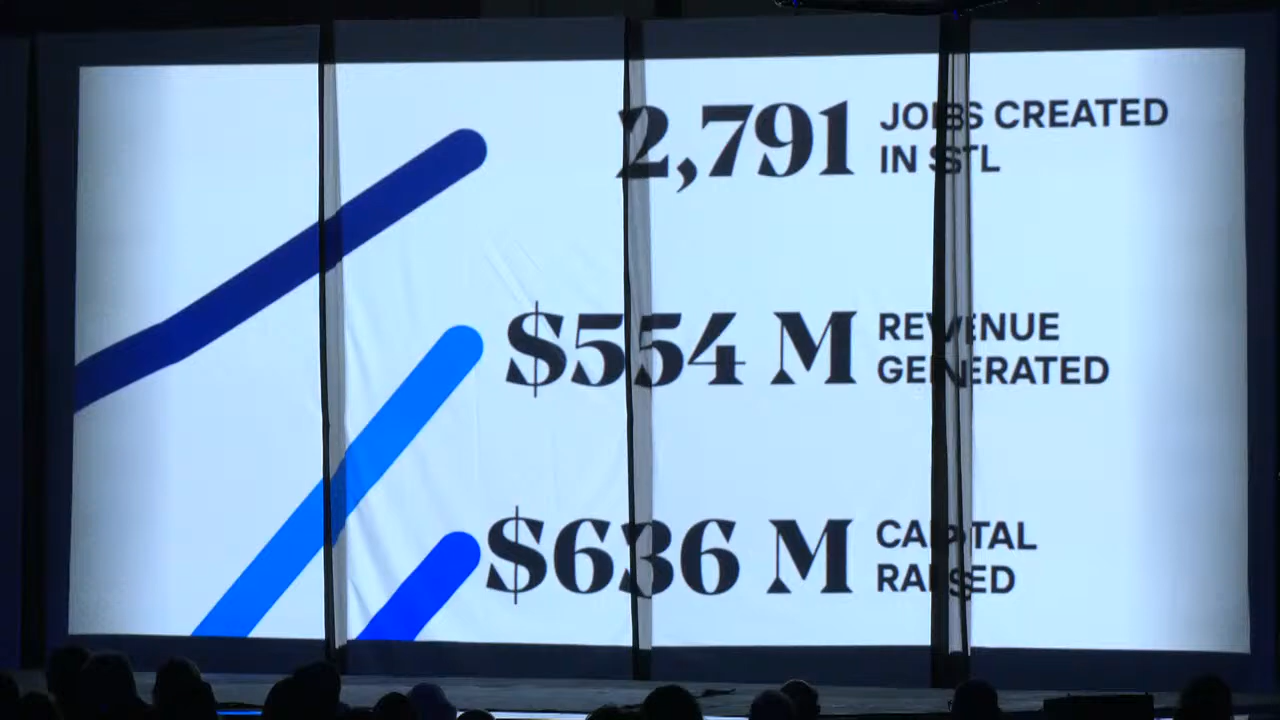 2,791 JOBS CREATED
IN STL
$554 M REVENUE
GENERATED
$636 M CAPITAL
RAISED